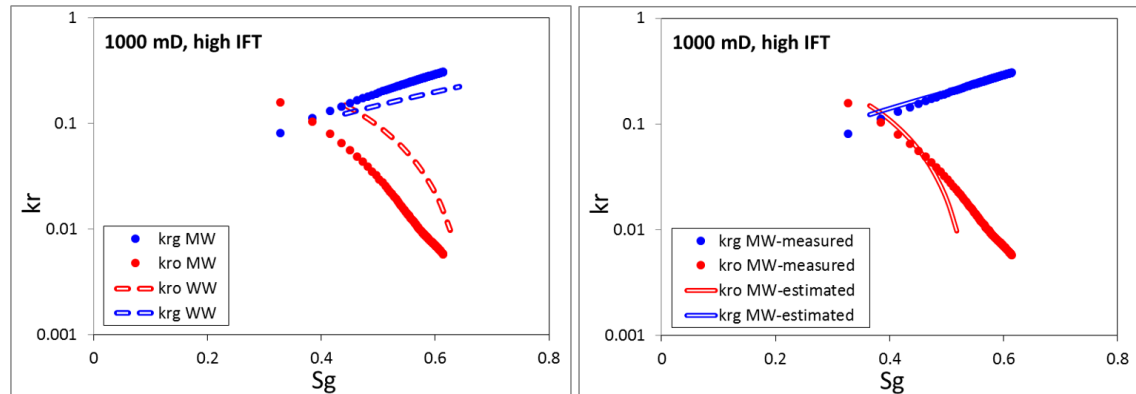 1
1000 mD, high IFT
0.1
kr
0.01
krg MW
kro MW
kro WW
krg WW
0.001
0
0.2
0.4
0.6
0.8
Sg
1
1000 mD, high IFT
0.1
kr
0.01
krg MW-measured
kro MW-measured
kro MW-estimated
krg MW-estimated
0.001
0
0.2
0.4
0.6
0.8
Sg